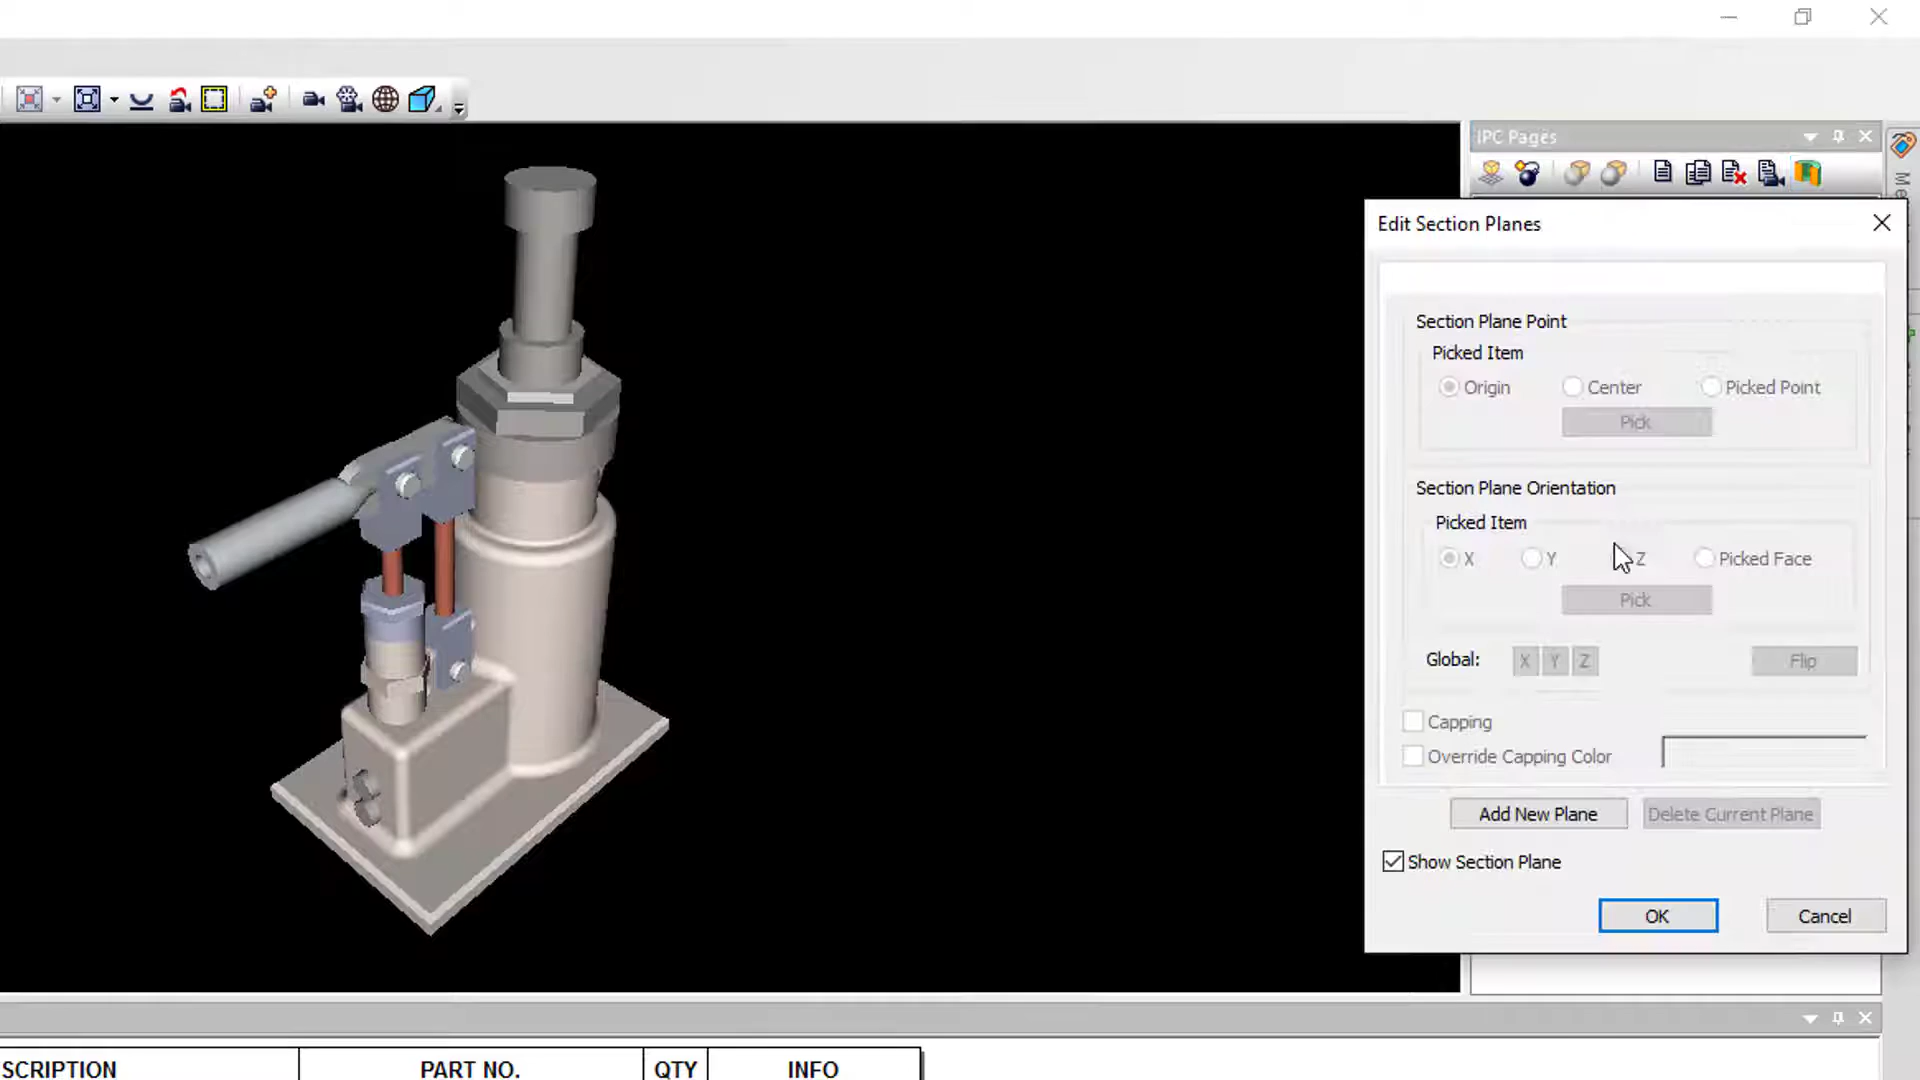 IPC Pages
Me
Edit Section Planes
Section Plane Point
Picked Item
Origin Center Picked Point
Pick
Section Plane Orientation
Picked Item
X Y Z Picked Face
Pick
Global: X Y Z Flip
Capping
Override Capping Color
Add New Plane Delete Current Plane
Show Section Plane
OK Cancel
SCRIPTION PART NO. QTY INFO